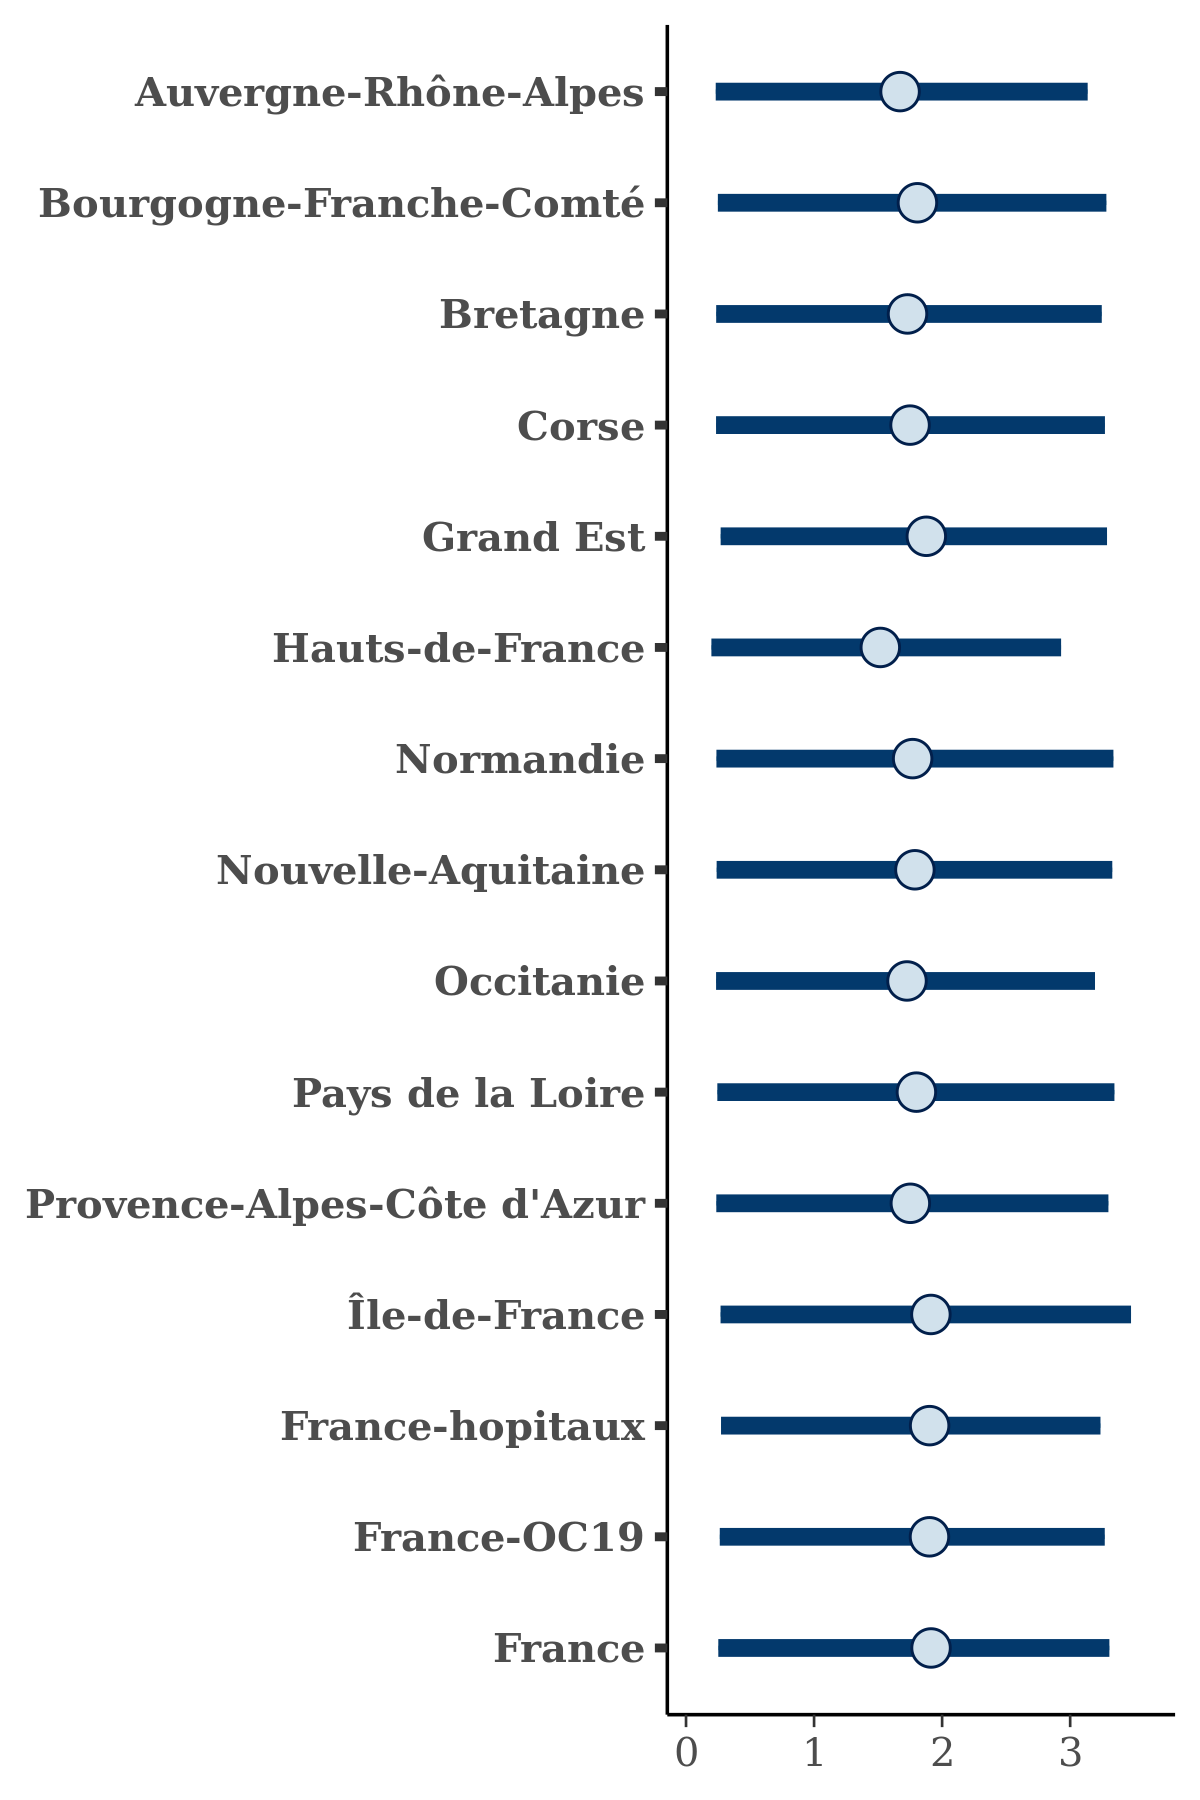 Auvergne-Rhône-Alpes
Bourgogne-Franche-Comté
Bretagne
Corse
Grand Est
Hauts-de-France
Normandie
Nouvelle-Aquitaine
Occitanie
Pays de la Loire
Provence-Alpes-Côte d'Azur
Île-de-France
France-hopitaux
France-OC19
France
0 1 2 3